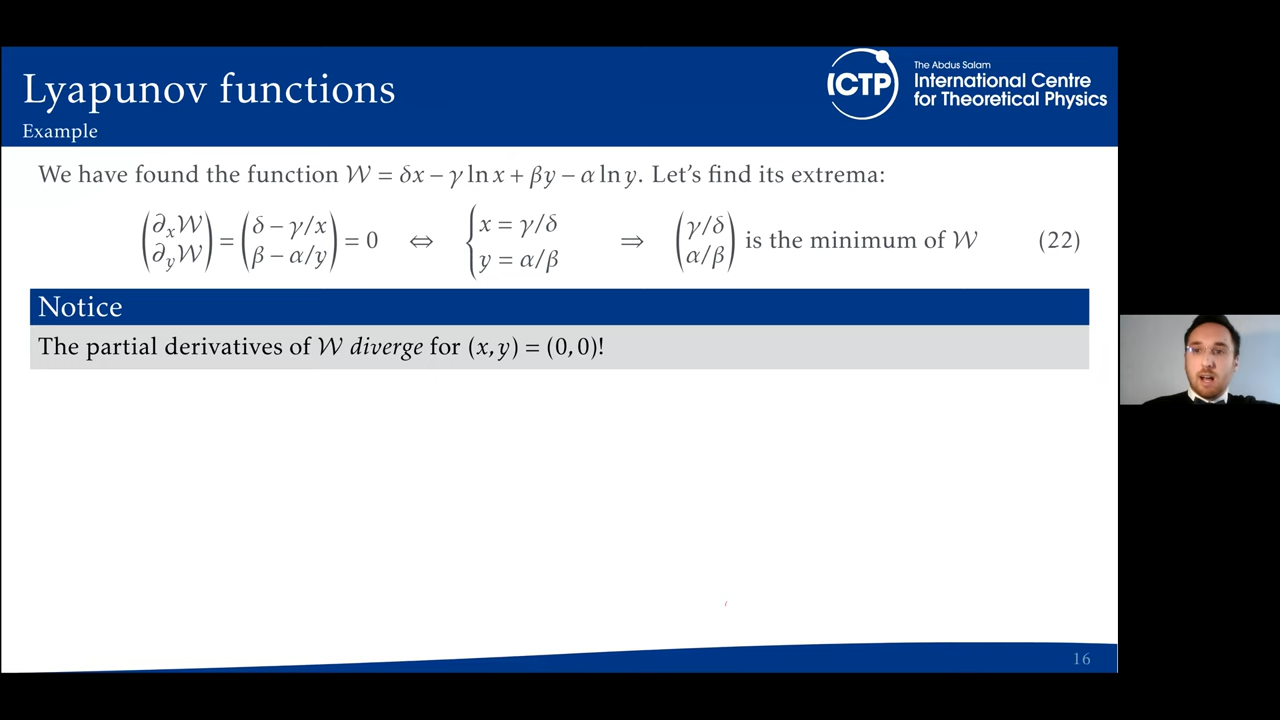 Lyapunov functions
Example
ICTP
The Abdus Salam
International Centre
for Theoretical Physics
We have found the function 𝒲 = δx − γ ln x + βy − α ln y. Let's find its extrema:
(∂ₓ𝒲 ∂ᵧ𝒲) = (δ − γ/x β − α/y) = 0 ⇔ { x = γ/δ y = α/β ⇒ (γ/δ α/β) is the minimum of 𝒲 (22)
Notice
The partial derivatives of 𝒲 diverge for (x, y) = (0, 0)!
16